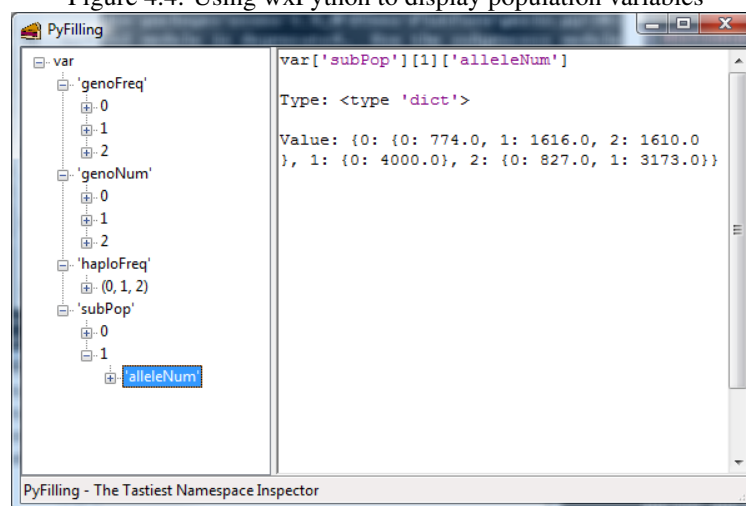 Figure 4.4: Using wxPython to display population variables
PyFilling
var
'genoFreq'
0
1
2
'genoNum'
0
1
2
'haploFreq'
(0, 1, 2)
'subPop'
0
1
'alleleNum'
var['subPop'][1]['alleleNum']
Type: <type 'dict'>
Value: {0: {0: 774.0, 1: 1616.0, 2: 1610.0
}, 1: {0: 4000.0}, 2: {0: 827.0, 1: 3173.0}}
PyFilling - The Tastiest Namespace Inspector